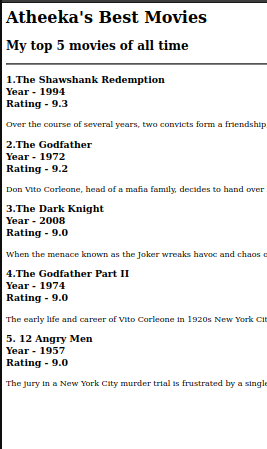 Atheeka's Best Movies
My top 5 movies of all time
1.The Shawshank Redemption
Year - 1994
Rating - 9.3
Over the course of several years, two convicts form a friendship
2.The Godfather
Year - 1972
Rating - 9.2
Don Vito Corleone, head of a mafia family, decides to hand over
3.The Dark Knight
Year - 2008
Rating - 9.0
When the menace known as the Joker wreaks havoc and chaos
4.The Godfather Part II
Year - 1974
Rating - 9.0
The early life and career of Vito Corleone in 1920s New York
5. 12 Angry Men
Year - 1957
Rating - 9.0
The jury in a New York City murder trial is frustrated by a